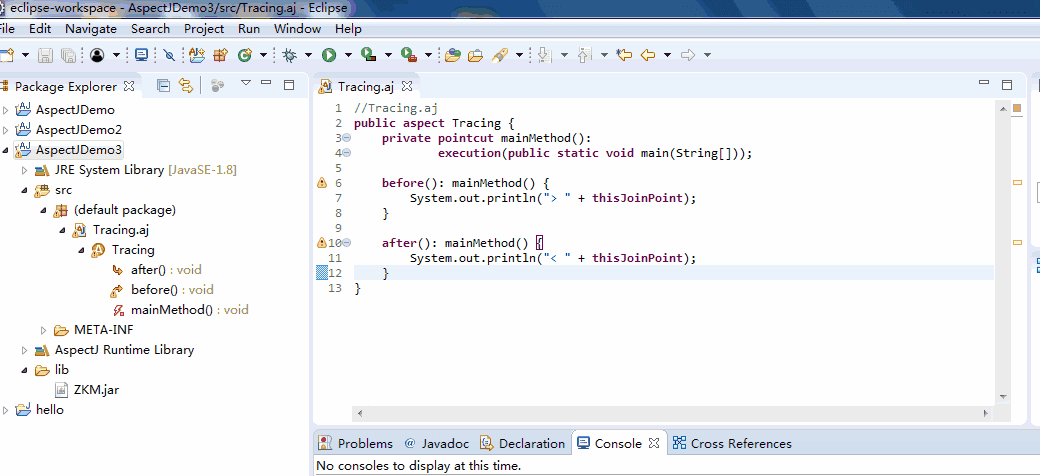 eclipse-workspace - AspectJDemo3/src/Tracing.aj - Eclipse
File Edit Navigate Search Project Run Window Help
Package Explorer
AspectJDemo
AspectJDemo2
AspectJDemo3
JRE System Library [JavaSE-1.8]
src
(default package)
Tracing.aj
Tracing
after() : void
before() : void
mainMethod() : void
META-INF
AspectJ Runtime Library
lib
ZKM.jar
hello
Tracing.aj
1 //Tracing.aj
2 public aspect Tracing {
3 private pointcut mainMethod():
4 execution(public static void main(String[]));
5
6 before(): mainMethod() {
7 System.out.println("> " + thisJoinPoint);
8 }
9
10 after(): mainMethod() {
11 System.out.println("< " + thisJoinPoint);
12 }
13 }
Problems @ Javadoc Declaration Console Cross References
No consoles to display at this time.